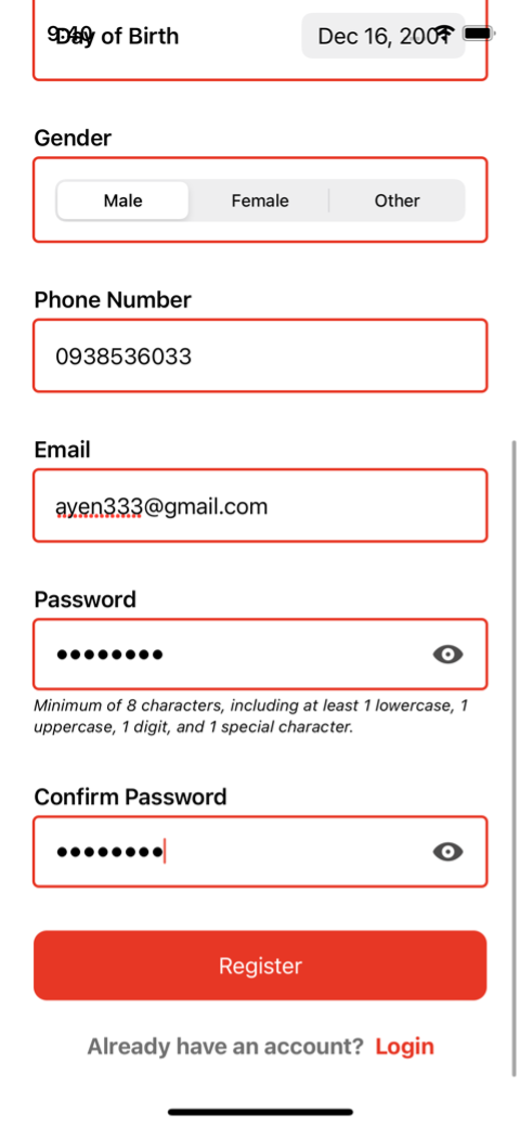 9:40
Day of Birth
Dec 16, 2001
Gender
Male Female Other
Phone Number
0938536033
Email
ayen333@gmail.com
Password
••••••••
Minimum of 8 characters, including at least 1 lowercase, 1
uppercase, 1 digit, and 1 special character.
Confirm Password
••••••••
Register
Already have an account? Login